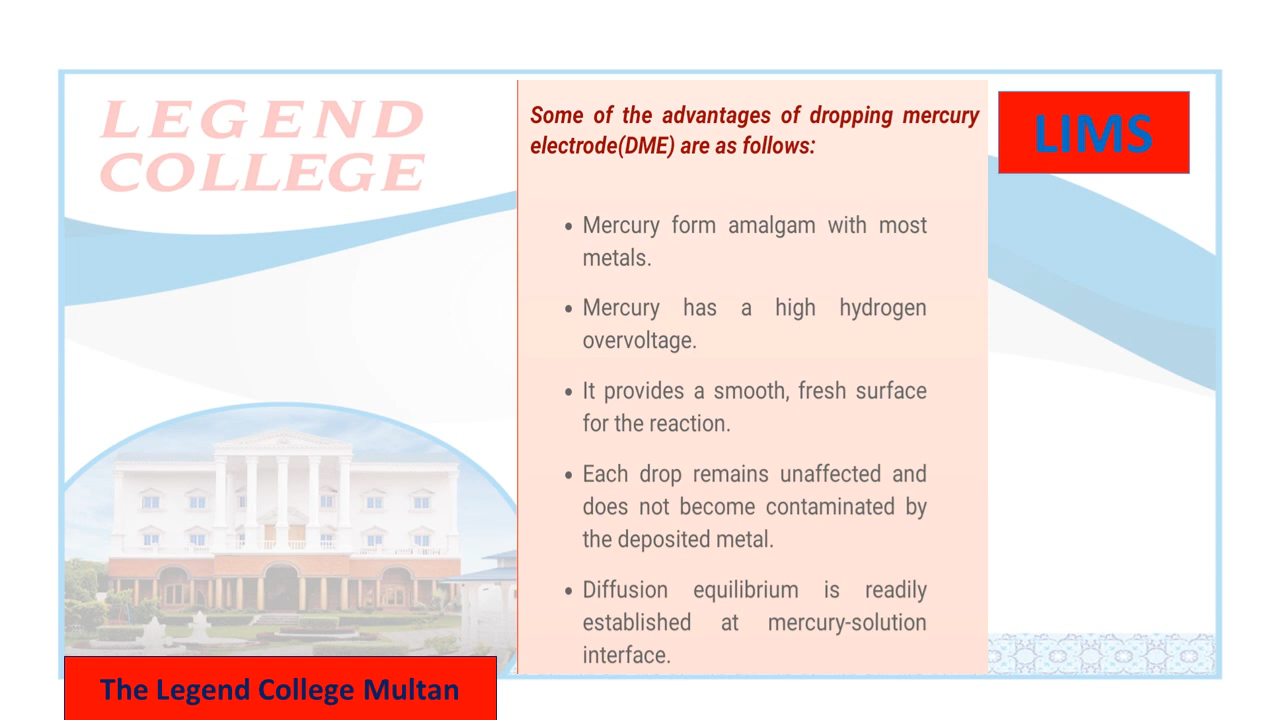 LEGEND
COLLEGE
Some of the advantages of dropping mercury
electrode(DME) are as follows:
• Mercury form amalgam with most
metals.
• Mercury has a high hydrogen
overvoltage.
• It provides a smooth, fresh surface
for the reaction.
• Each drop remains unaffected and
does not become contaminated by
the deposited metal.
• Diffusion equilibrium is readily
established at mercury-solution
interface.
LIMS
The Legend College Multan